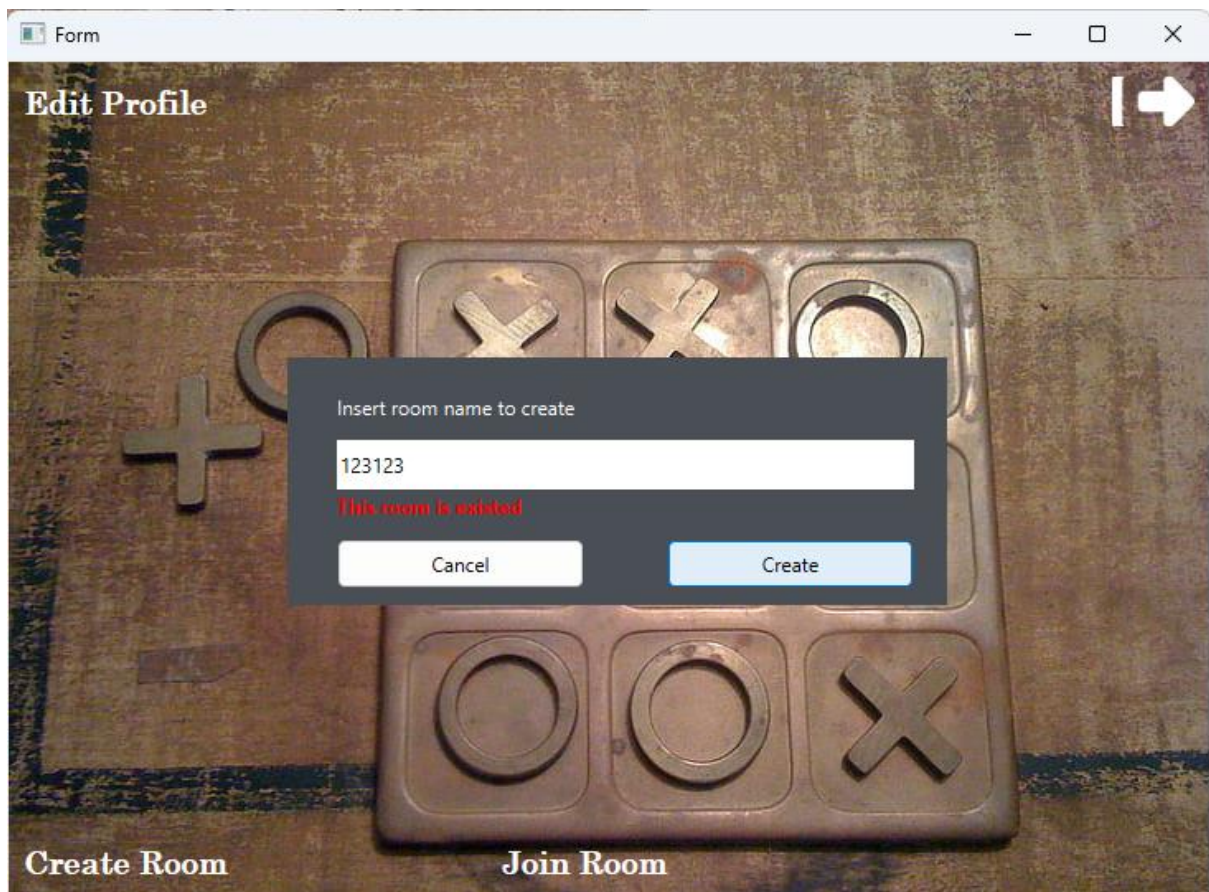 Form
Edit Profile
Insert room name to create
123123
This room is existed
Cancel
Create
Create Room
Join Room